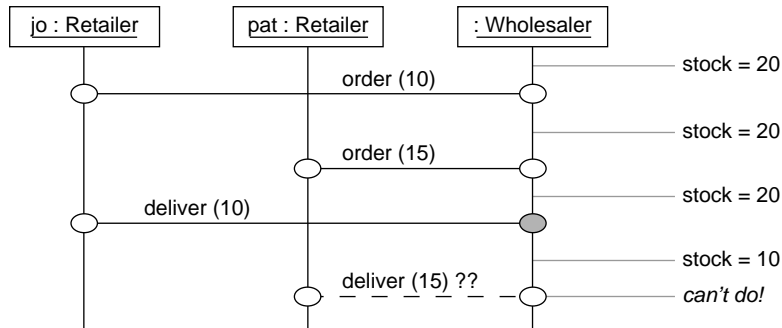 jo : Retailer
pat : Retailer
: Wholesaler
stock = 20
order (10)
stock = 20
order (15)
stock = 20
deliver (10)
stock = 10
deliver (15) ??
can't do!